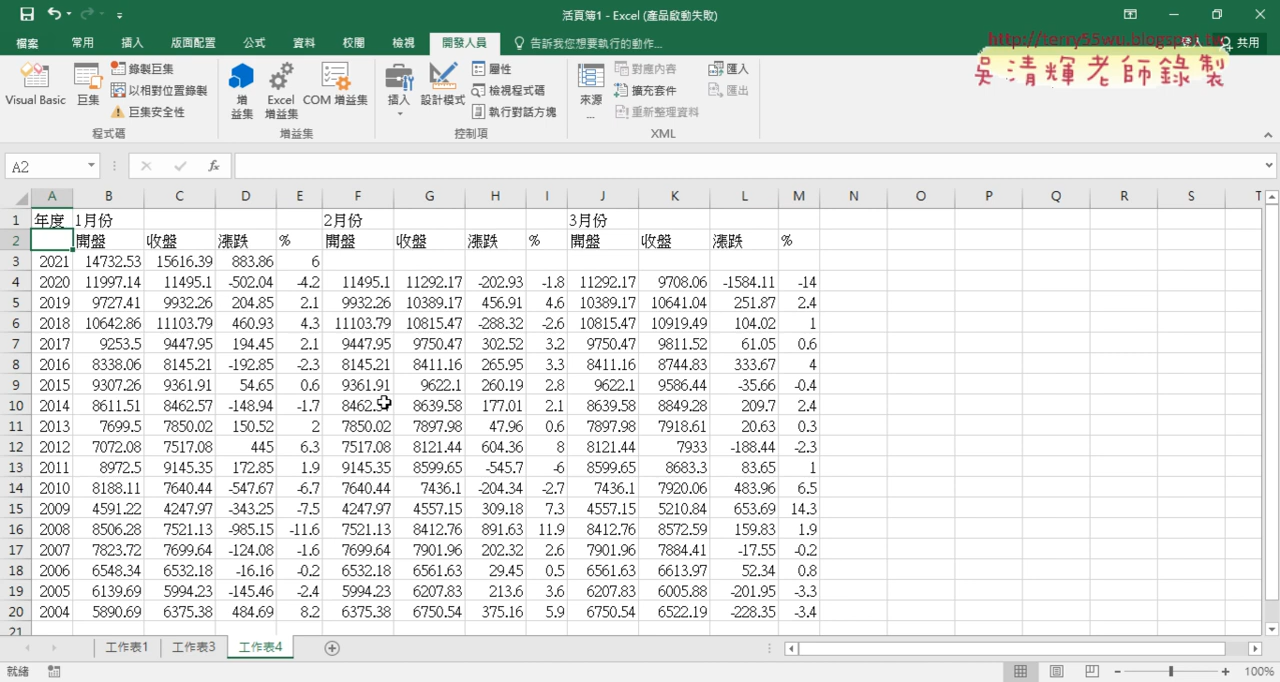 活頁簿1 - Excel (產品啟動失敗)
http://terry55wu.blogspot.tw
吳清輝老師錄製
檔案 常用 插入 版面配置 公式 資料 校閱 檢視 開發人員 告訴我您想要執行的動作... 共用
Visual Basic 巨集 錄製巨集 以相對位置錄製 巨集安全性 程式碼
增益集 Excel 增益集 COM 增益集 增益集
插入 設計模式 屬性 檢視程式碼 執行對話方塊 控制項
來源... 對應內容 擴充套件 重新整理資料 匯入 匯出 XML
A2 fx
A B C D E F G H I J K L M N O P Q R S T
1 年度 1月份 2月份 3月份
2 開盤 收盤 漲跌 % 開盤 收盤 漲跌 % 開盤 收盤 漲跌 %
3 2021 14732.53 15616.39 883.86 6
4 2020 11997.14 11495.1 -502.04 -4.2 11495.1 11292.17 -202.93 -1.8 11292.17 9708.06 -1584.11 -14
5 2019 9727.41 9932.26 204.85 2.1 9932.26 10389.17 456.91 4.6 10389.17 10641.04 251.87 2.4
6 2018 10642.86 11103.79 460.93 4.3 11103.79 10815.47 -288.32 -2.6 10815.47 10919.49 104.02 1
7 2017 9253.5 9447.95 194.45 2.1 9447.95 9750.47 302.52 3.2 9750.47 9811.52 61.05 0.6
8 2016 8338.06 8145.21 -192.85 -2.3 8145.21 8411.16 265.95 3.3 8411.16 8744.83 333.67 4
9 2015 9307.26 9361.91 54.65 0.6 9361.91 9622.1 260.19 2.8 9622.1 9586.44 -35.66 -0.4
10 2014 8611.51 8462.57 -148.94 -1.7 8462.57 8639.58 177.01 2.1 8639.58 8849.28 209.7 2.4
11 2013 7699.5 7850.02 150.52 2 7850.02 7897.98 47.96 0.6 7897.98 7918.61 20.63 0.3
12 2012 7072.08 7517.08 445 6.3 7517.08 8121.44 604.36 8 8121.44 7933 -188.44 -2.3
13 2011 8972.5 9145.35 172.85 1.9 9145.35 8599.65 -545.7 -6 8599.65 8683.3 83.65 1
14 2010 8188.11 7640.44 -547.67 -6.7 7640.44 7436.1 -204.34 -2.7 7436.1 7920.06 483.96 6.5
15 2009 4591.22 4247.97 -343.25 -7.5 4247.97 4557.15 309.18 7.3 4557.15 5210.84 653.69 14.3
16 2008 8506.28 7521.13 -985.15 -11.6 7521.13 8412.76 891.63 11.9 8412.76 8572.59 159.83 1.9
17 2007 7823.72 7699.64 -124.08 -1.6 7699.64 7901.96 202.32 2.6 7901.96 7884.41 -17.55 -0.2
18 2006 6548.34 6532.18 -16.16 -0.2 6532.18 6561.63 29.45 0.5 6561.63 6613.97 52.34 0.8
19 2005 6139.69 5994.23 -145.46 -2.4 5994.23 6207.83 213.6 3.6 6207.83 6005.88 -201.95 -3.3
20 2004 5890.69 6375.38 484.69 8.2 6375.38 6750.54 375.16 5.9 6750.54 6522.19 -228.35 -3.4
21
工作表1 工作表3 工作表4
就緒 100%